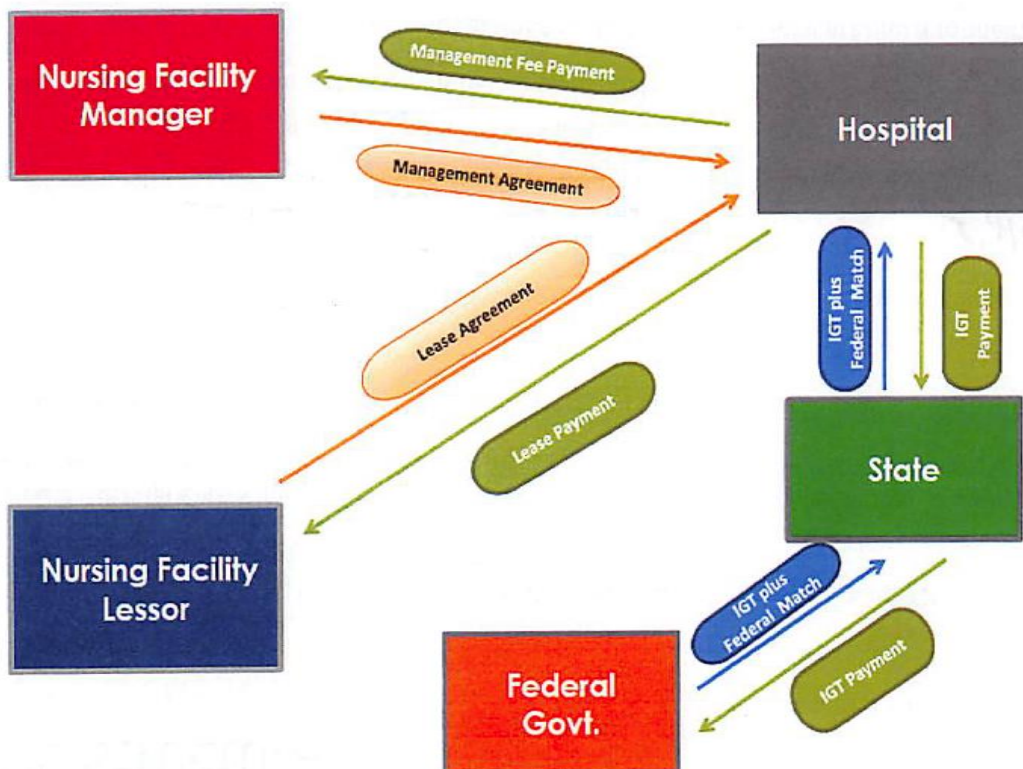 Nursing Facility
Manager
Management Fee Payment
Hospital
Management Agreement
IGT plus
Federal Match
IGT
Payment
Lease Agreement
Lease Payment
State
Nursing Facility
Lessor
IGT plus
Federal Match
IGT Payment
Federal
Govt.